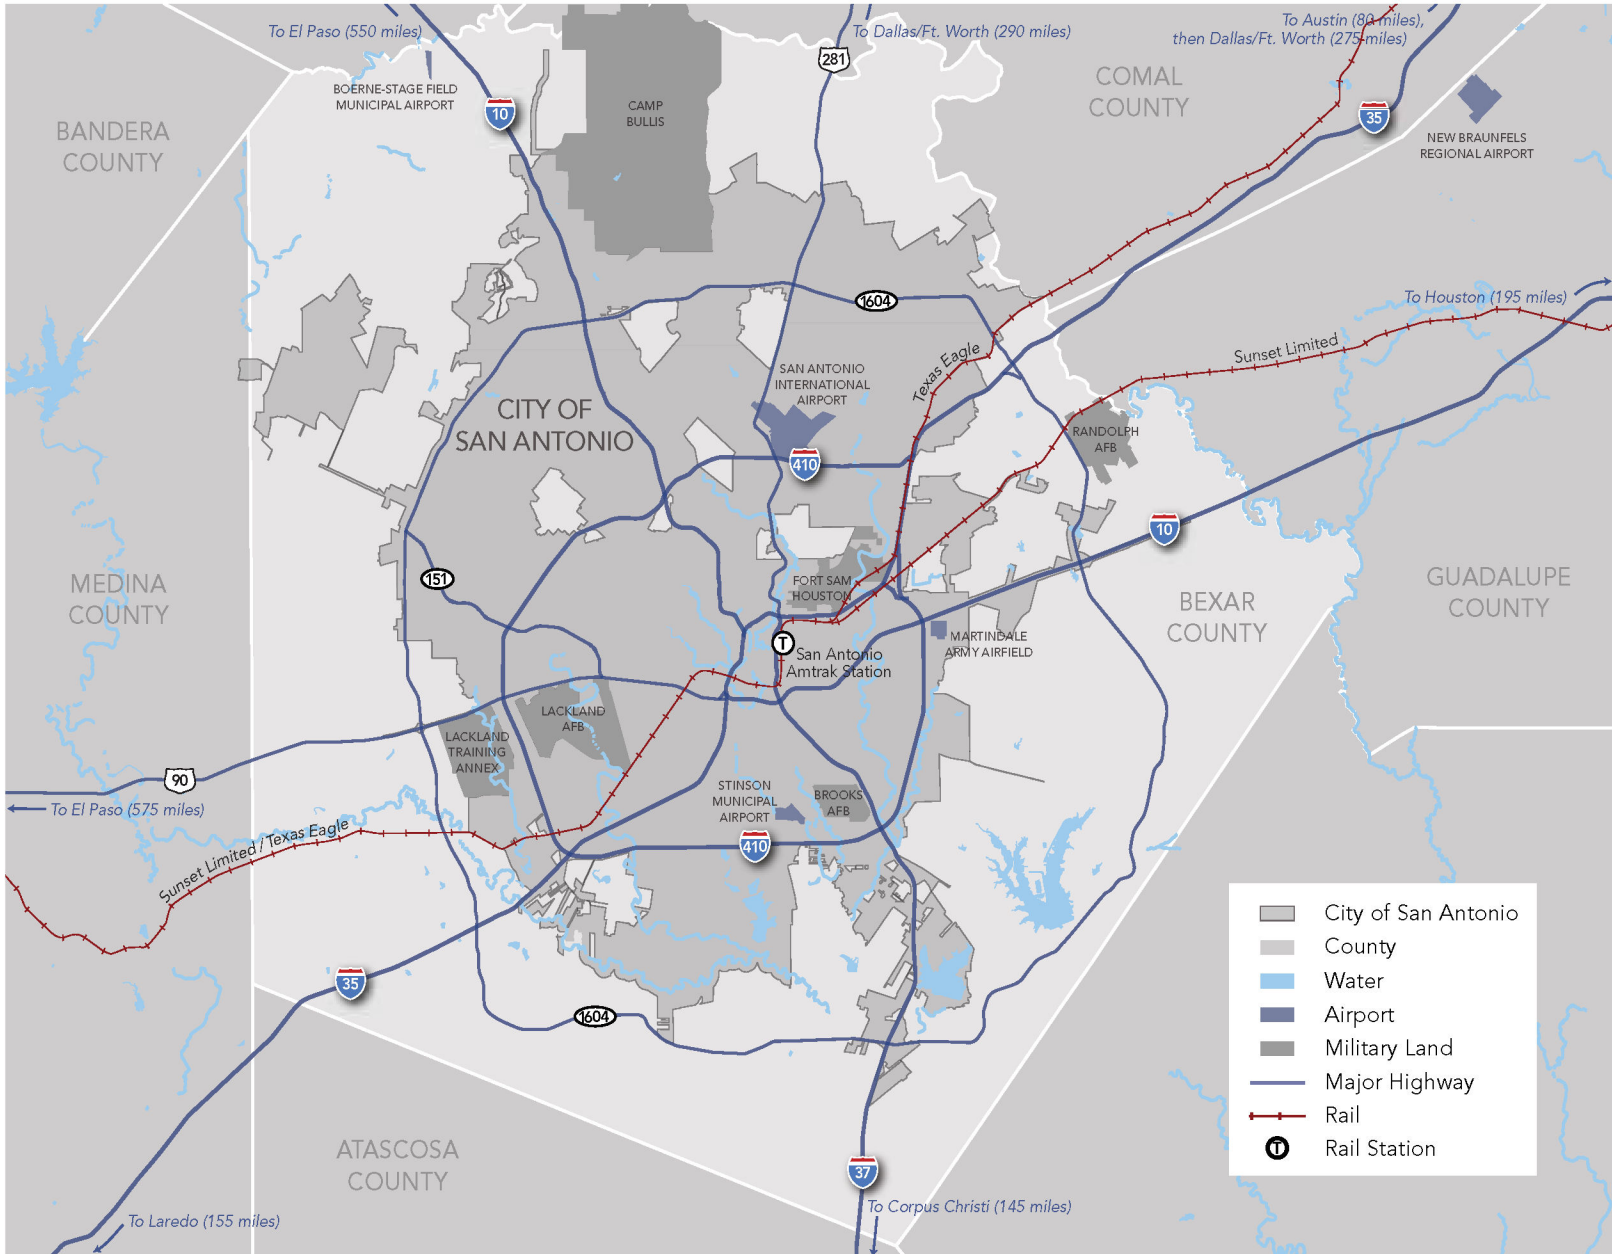 To El Paso (550 miles)
To Dallas/Ft. Worth (290 miles)
To Austin (80 miles),
then Dallas/Ft. Worth (275 miles)
281
BOERNE-STAGE FIELD
MUNICIPAL AIRPORT
10
CAMP
BULLIS
COMAL
COUNTY
35
NEW BRAUNFELS
REGIONAL AIRPORT
BANDERA
COUNTY
1604
To Houston (195 miles)
Texas Eagle
Sunset Limited
SAN ANTONIO
INTERNATIONAL
AIRPORT
CITY OF
SAN ANTONIO
410
RANDOLPH
AFB
10
151
MEDINA
COUNTY
FORT SAM
HOUSTON
BEXAR
COUNTY
GUADALUPE
COUNTY
T
San Antonio
Amtrak Station
MARTINDALE
ARMY AIRFIELD
LACKLAND
AFB
LACKLAND
TRAINING
ANNEX
90
To El Paso (575 miles)
STINSON
MUNICIPAL
AIRPORT
BROOKS
AFB
410
Sunset Limited / Texas Eagle
35
1604
ATASCOSA
COUNTY
37
To Laredo (155 miles)
To Corpus Christi (145 miles)
City of San Antonio
County
Water
Airport
Military Land
Major Highway
Rail
T
Rail Station